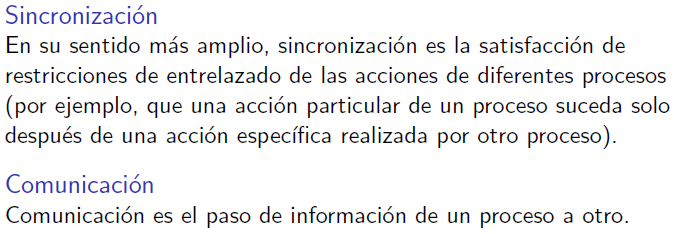 Sincronización
En su sentido más amplio, sincronización es la satisfacción de
restricciones de entrelazado de las acciones de diferentes procesos
(por ejemplo, que una acción particular de un proceso suceda solo
después de una acción específica realizada por otro proceso).
Comunicación
Comunicación es el paso de información de un proceso a otro.